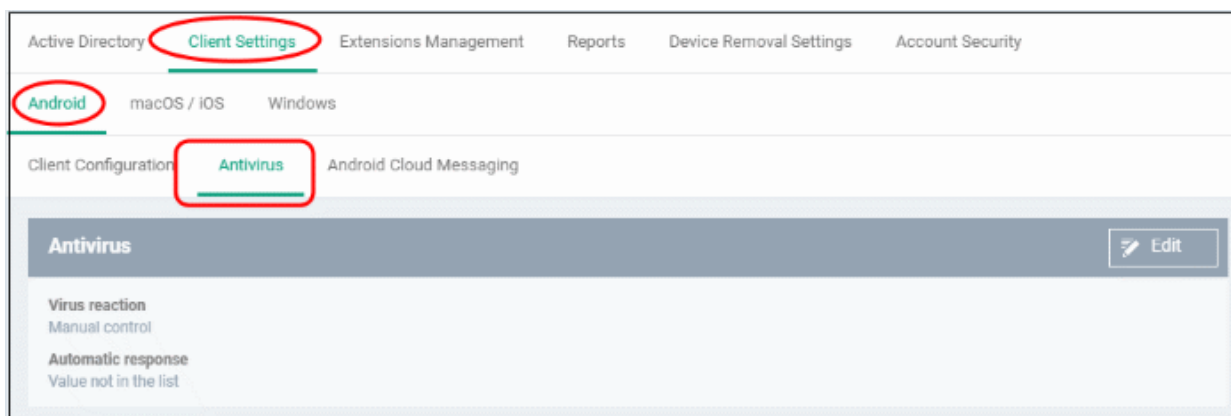 Active Directory Client Settings Extensions Management Reports Device Removal Settings Account Security
Android macOS / iOS Windows
Client Configuration Antivirus Android Cloud Messaging
Antivirus Edit
Virus reaction
Manual control
Automatic response
Value not in the list